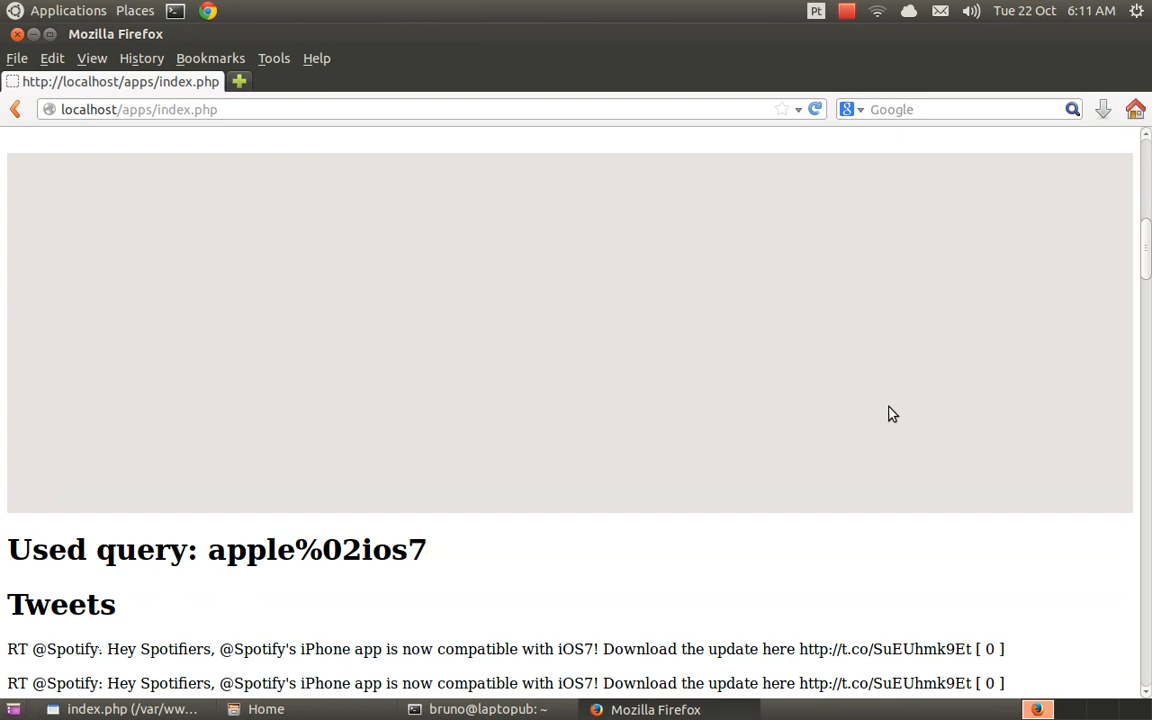 Applications Places Pt Tue 22 Oct 6:11 AM
Mozilla Firefox
File Edit View History Bookmarks Tools Help
http://localhost/apps/index.php
localhost/apps/index.php Google
Used query: apple%02ios7
Tweets
RT @Spotify: Hey Spotifiers, @Spotify's iPhone app is now compatible with iOS7! Download the update here http://t.co/SuEUhmk9Et [ 0 ]
RT @Spotify: Hey Spotifiers, @Spotify's iPhone app is now compatible with iOS7! Download the update here http://t.co/SuEUhmk9Et [ 0 ]
index.php (/var/ww... Home bruno@laptopub: ~ Mozilla Firefox